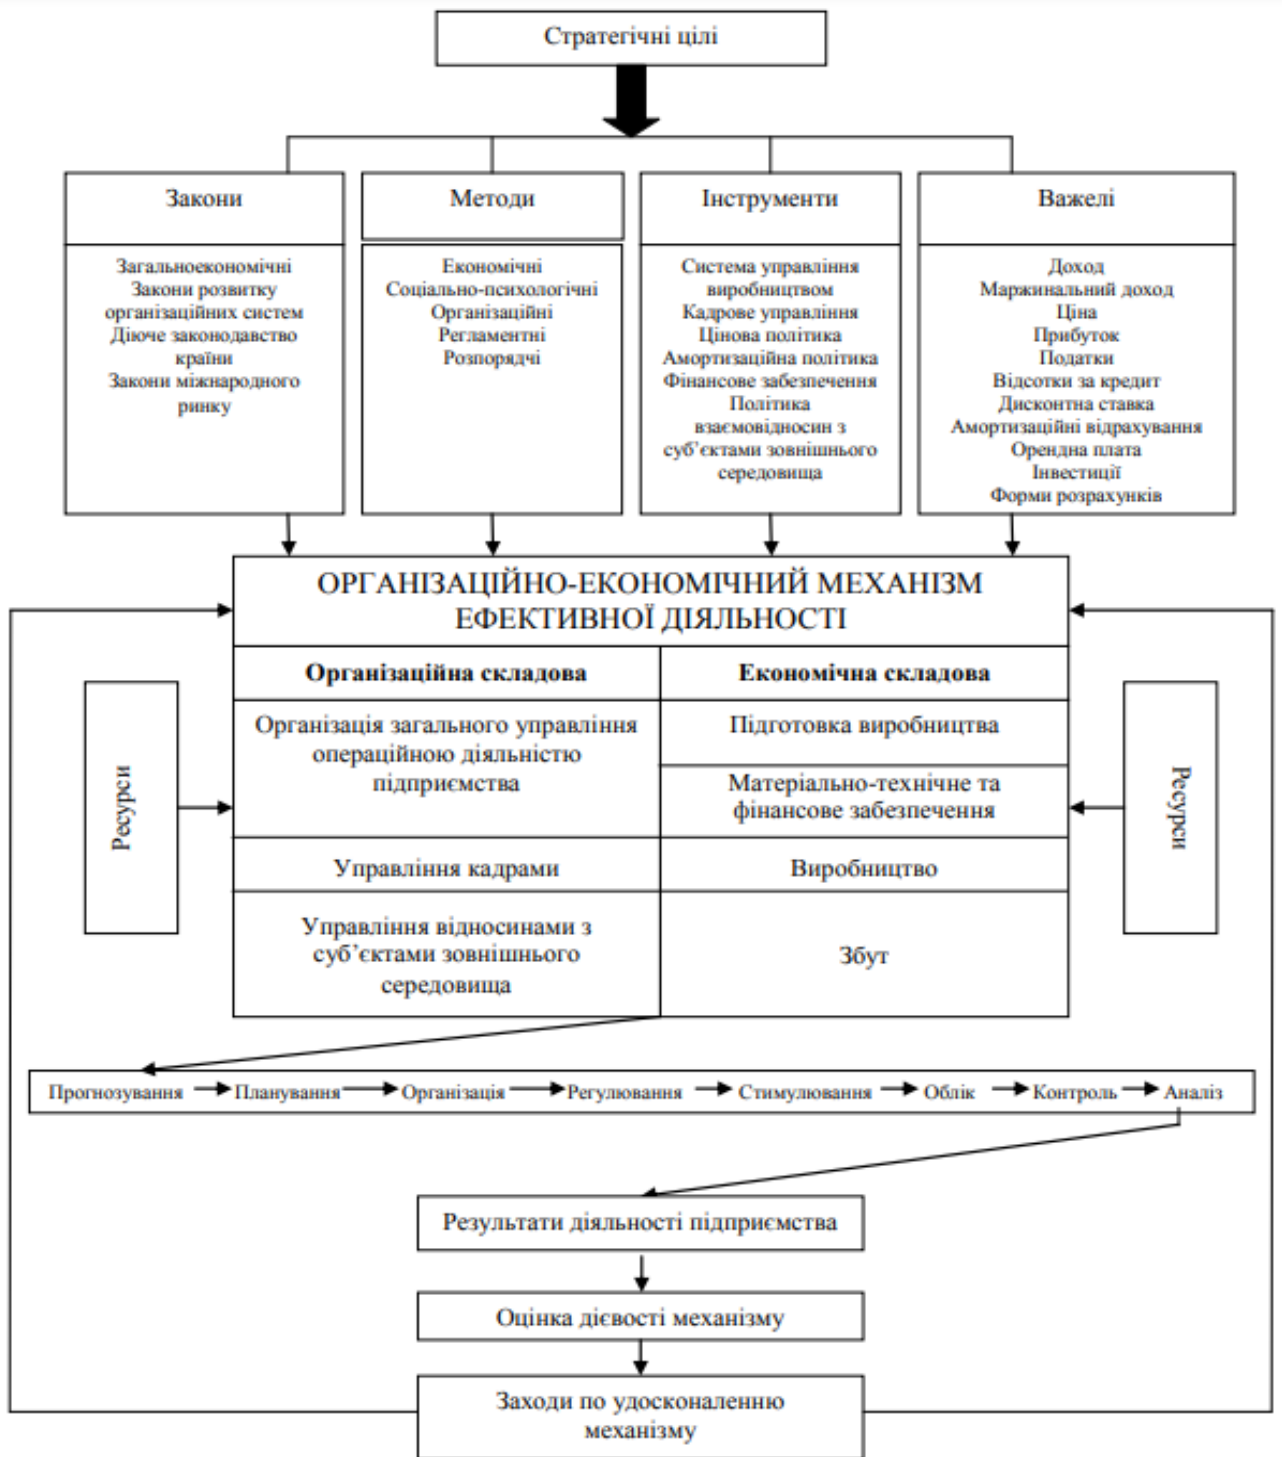 Стратегічні цілі
Закони
Загальноекономічні
Закони розвитку
організаційних систем
Діюче законодавство
країни
Закони міжнародного
ринку
Методи
Економічні
Соціально-психологічні
Організаційні
Регламентні
Розпорядчі
Інструменти
Система управління
виробництвом
Кадрове управління
Цінова політика
Амортизаційна політика
Фінансове забезпечення
Політика
взаємовідносин з
суб’єктами зовнішнього
середовища
Важелі
Доход
Маржинальний доход
Ціна
Прибуток
Податки
Відсотки за кредит
Дисконтна ставка
Амортизаційні відрахування
Орендна плата
Інвестиції
Форми розрахунків
ОРГАНІЗАЦІЙНО-ЕКОНОМІЧНИЙ МЕХАНІЗМ
ЕФЕКТИВНОЇ ДІЯЛЬНОСТІ
Організаційна складова
Економічна складова
Організація загального управління
операційною діяльністю
підприємства
Підготовка виробництва
Матеріально-технічне та
фінансове забезпечення
Управління кадрами
Виробництво
Управління відносинами з
суб’єктами зовнішнього
середовища
Збут
Ресурси
Ресурси
Прогнозування Планування Організація Регулювання Стимулювання Облік Контроль Аналіз
Результати діяльності підприємства
Оцінка дієвості механізму
Заходи по удосконаленню
механізму